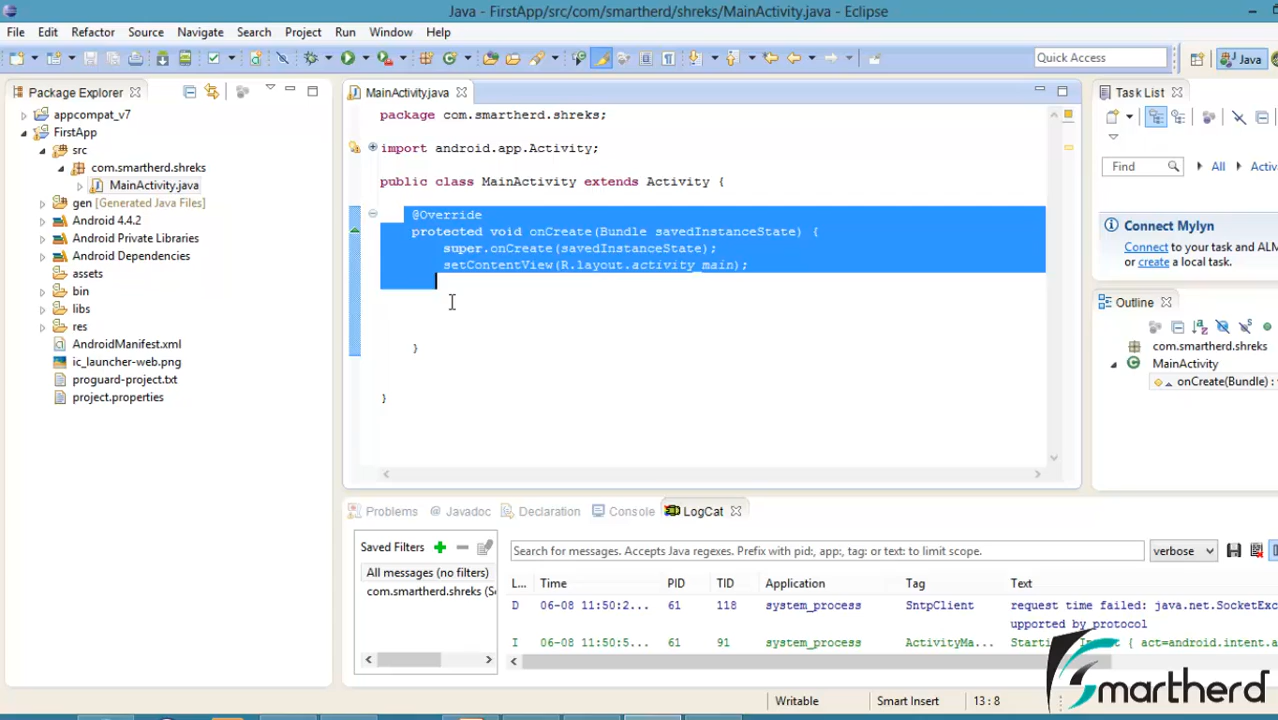 Java - FirstApp/src/com/smartherd/shreks/MainActivity.java - Eclipse
File Edit Refactor Source Navigate Search Project Run Window Help
Quick Access
Java
Package Explorer
appcompat_v7
FirstApp
src
com.smartherd.shreks
MainActivity.java
gen [Generated Java Files]
Android 4.4.2
Android Private Libraries
Android Dependencies
assets
bin
libs
res
AndroidManifest.xml
ic_launcher-web.png
proguard-project.txt
project.properties
MainActivity.java
package com.smartherd.shreks;
import android.app.Activity;
public class MainActivity extends Activity {
@Override
protected void onCreate(Bundle savedInstanceState) {
super.onCreate(savedInstanceState);
setContentView(R.layout.activity_main);
}
}
Task List
Find All Activ
Connect Mylyn
Connect to your task and ALM
or create a local task.
Outline
com.smartherd.shreks
MainActivity
onCreate(Bundle) :
Problems @ Javadoc Declaration Console LogCat
Saved Filters
All messages (no filters)
com.smartherd.shreks (Se
Search for messages. Accepts Java regexes. Prefix with pid:, app:, tag: or text: to limit scope.
verbose
L... Time PID TID Application Tag Text
D 06-08 11:50:2... 61 118 system_process SntpClient request time failed: java.net.SocketExc
upported by protocol
I 06-08 11:50:5... 61 91 system_process ActivityMa... { act=android.intent.a
Writable Smart Insert 13 : 8
Smartherd